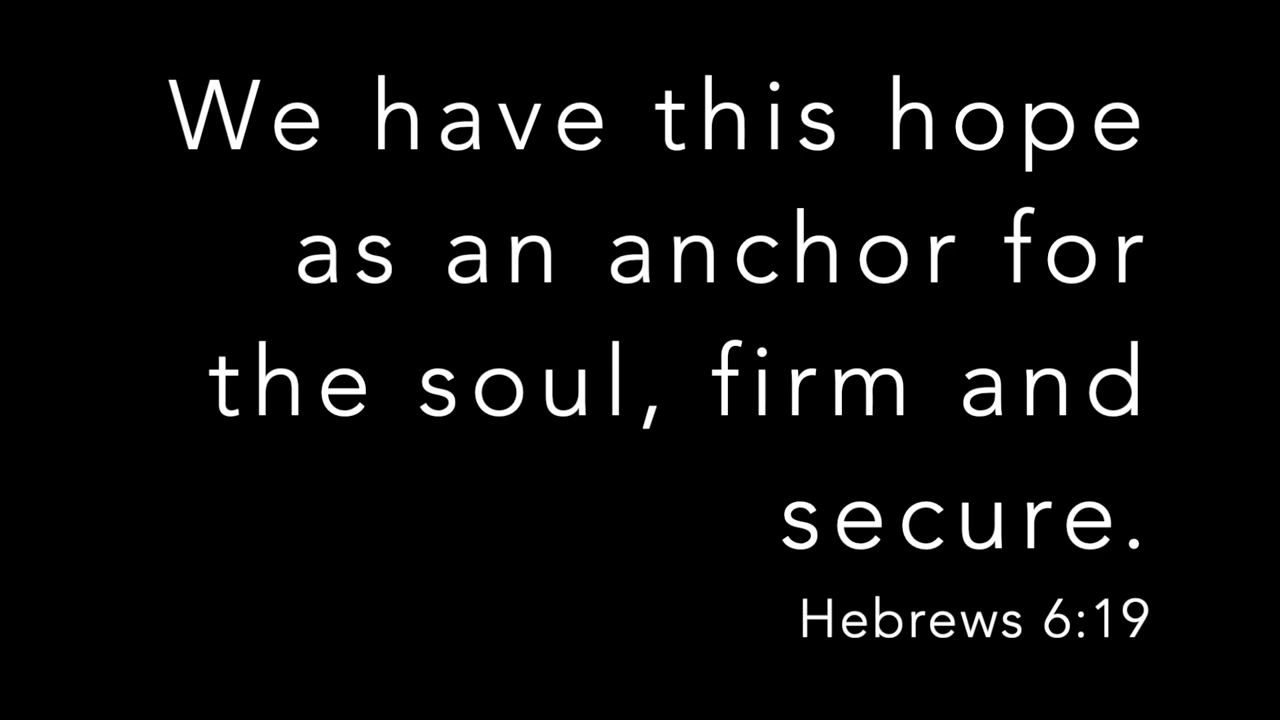 We have this hope
as an anchor for
the soul, firm and
secure.
Hebrews 6:19